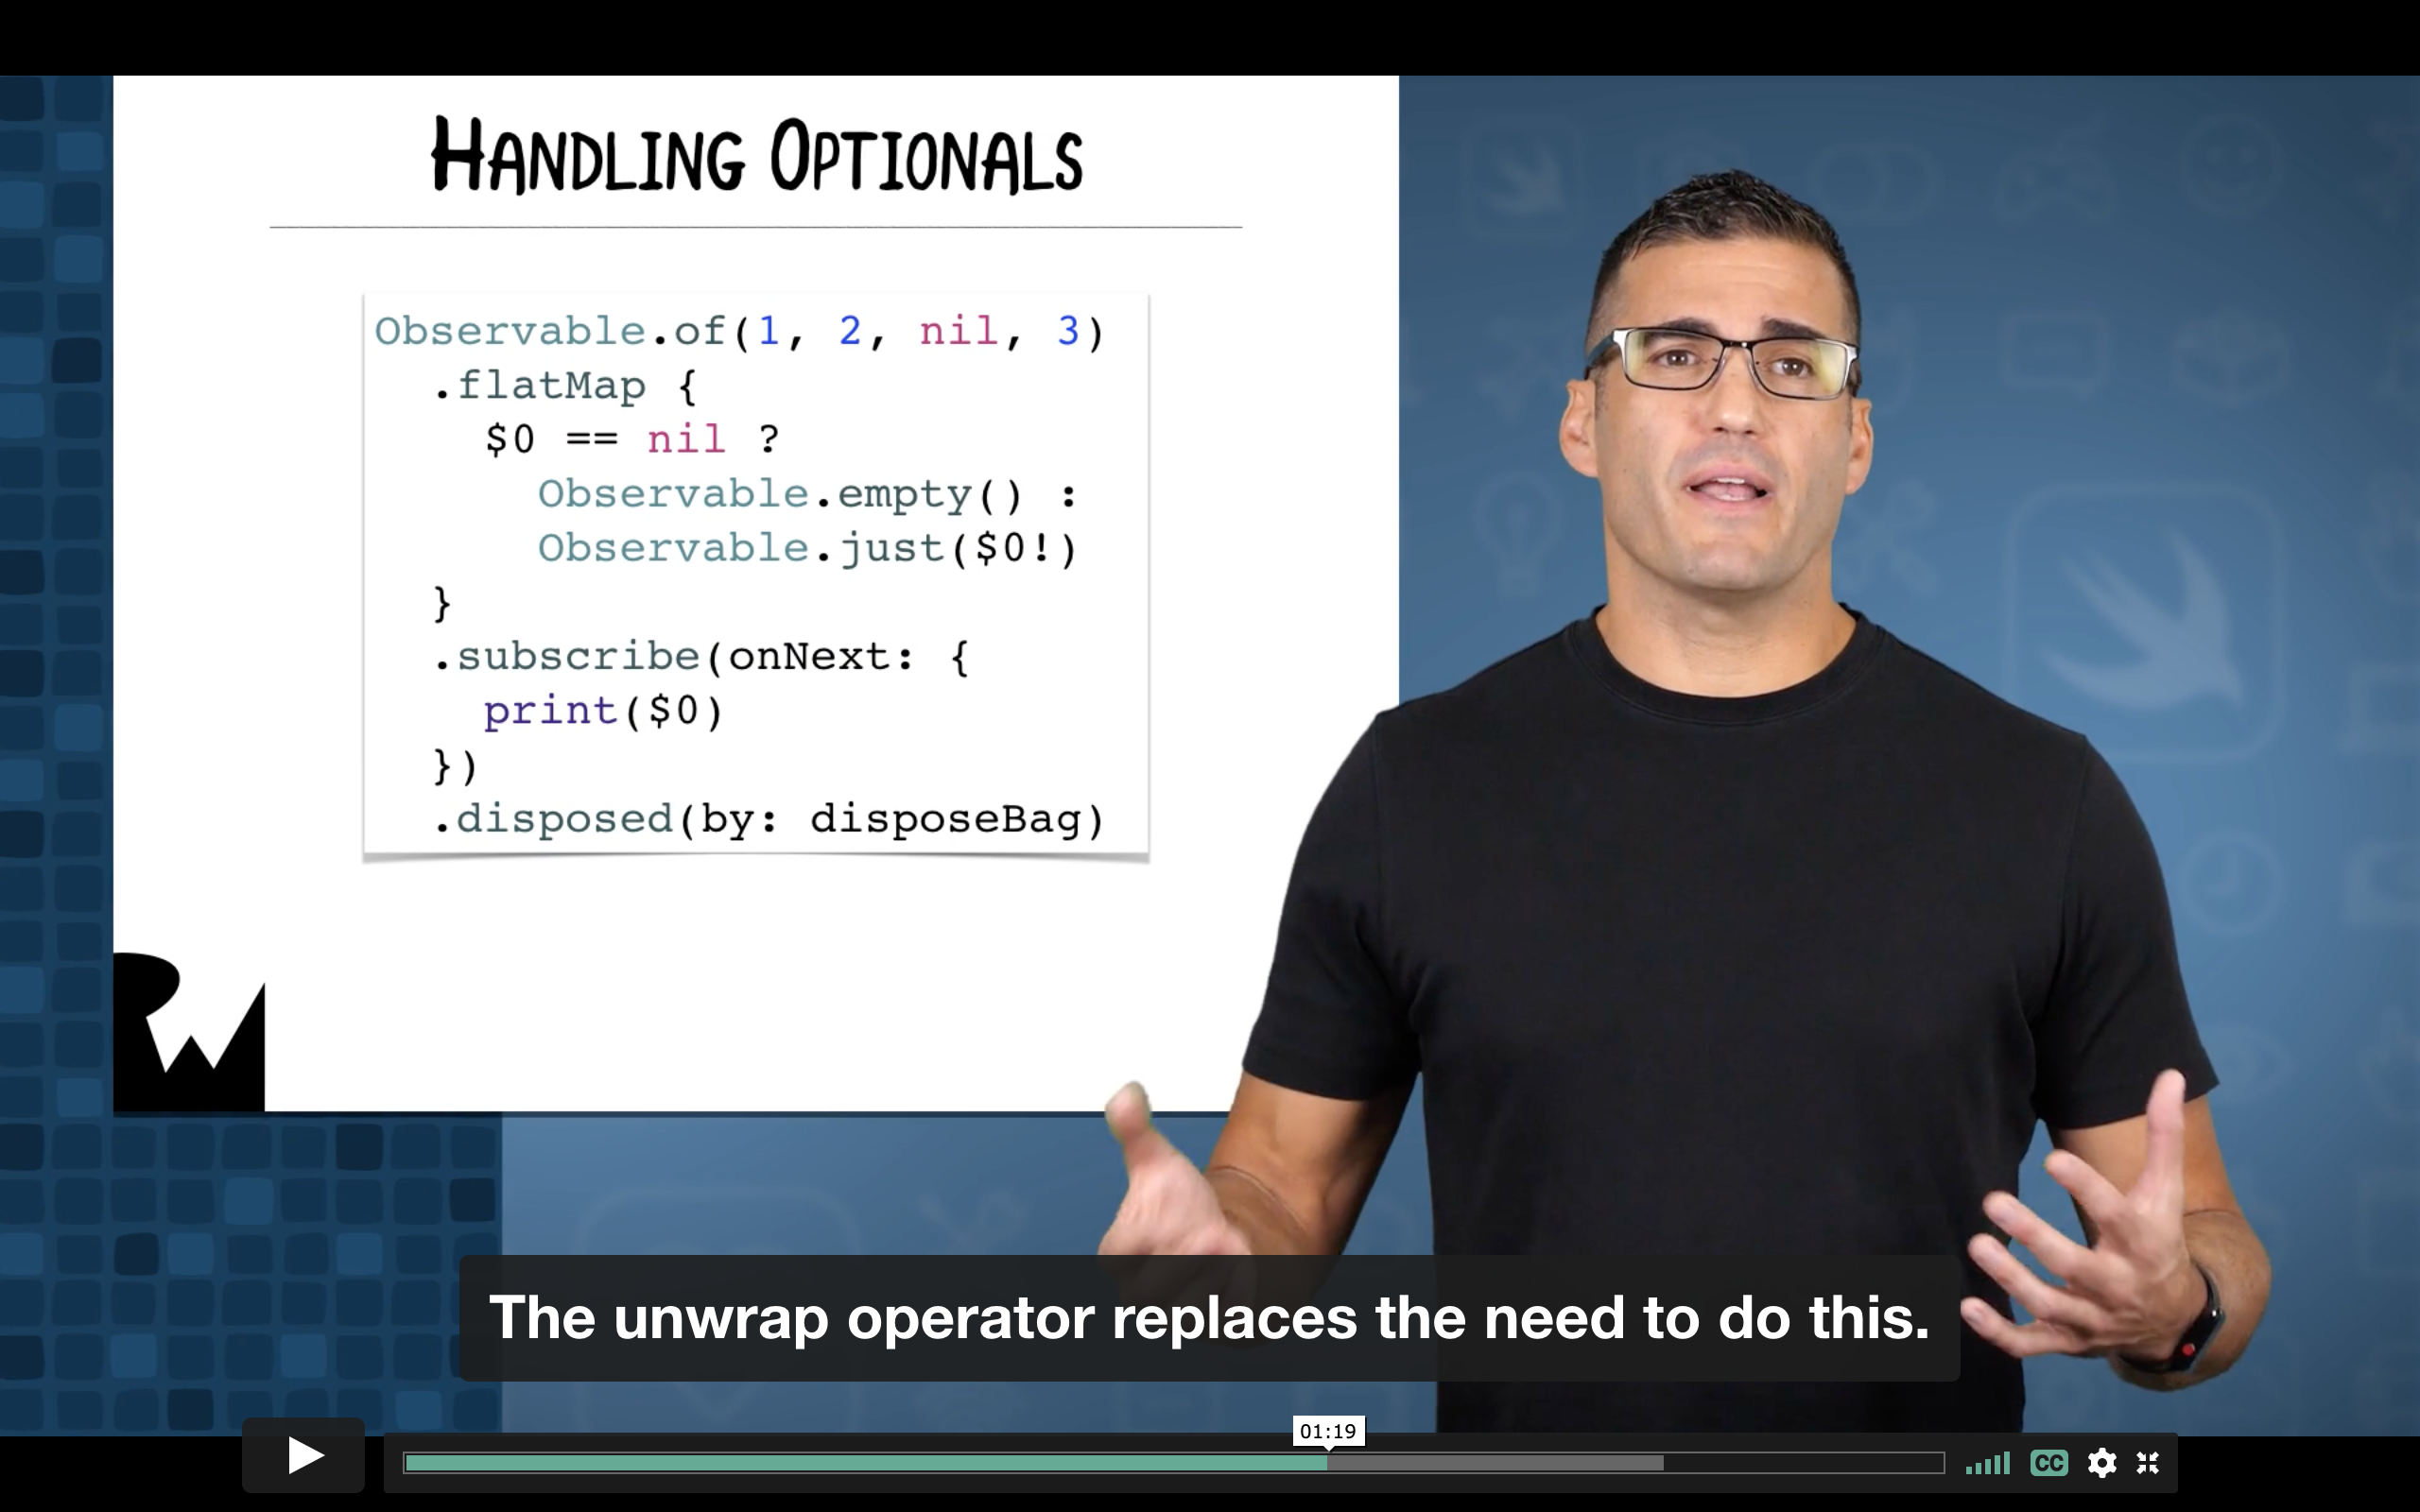 HANDLING OPTIONALS
Observable.of(1, 2, nil, 3)
.flatMap {
$0 == nil ?
Observable.empty() :
Observable.just($0!)
}
.subscribe(onNext: {
print($0)
})
.disposed(by: disposeBag)
RW
The unwrap operator replaces the need to do this.
01:19
CC